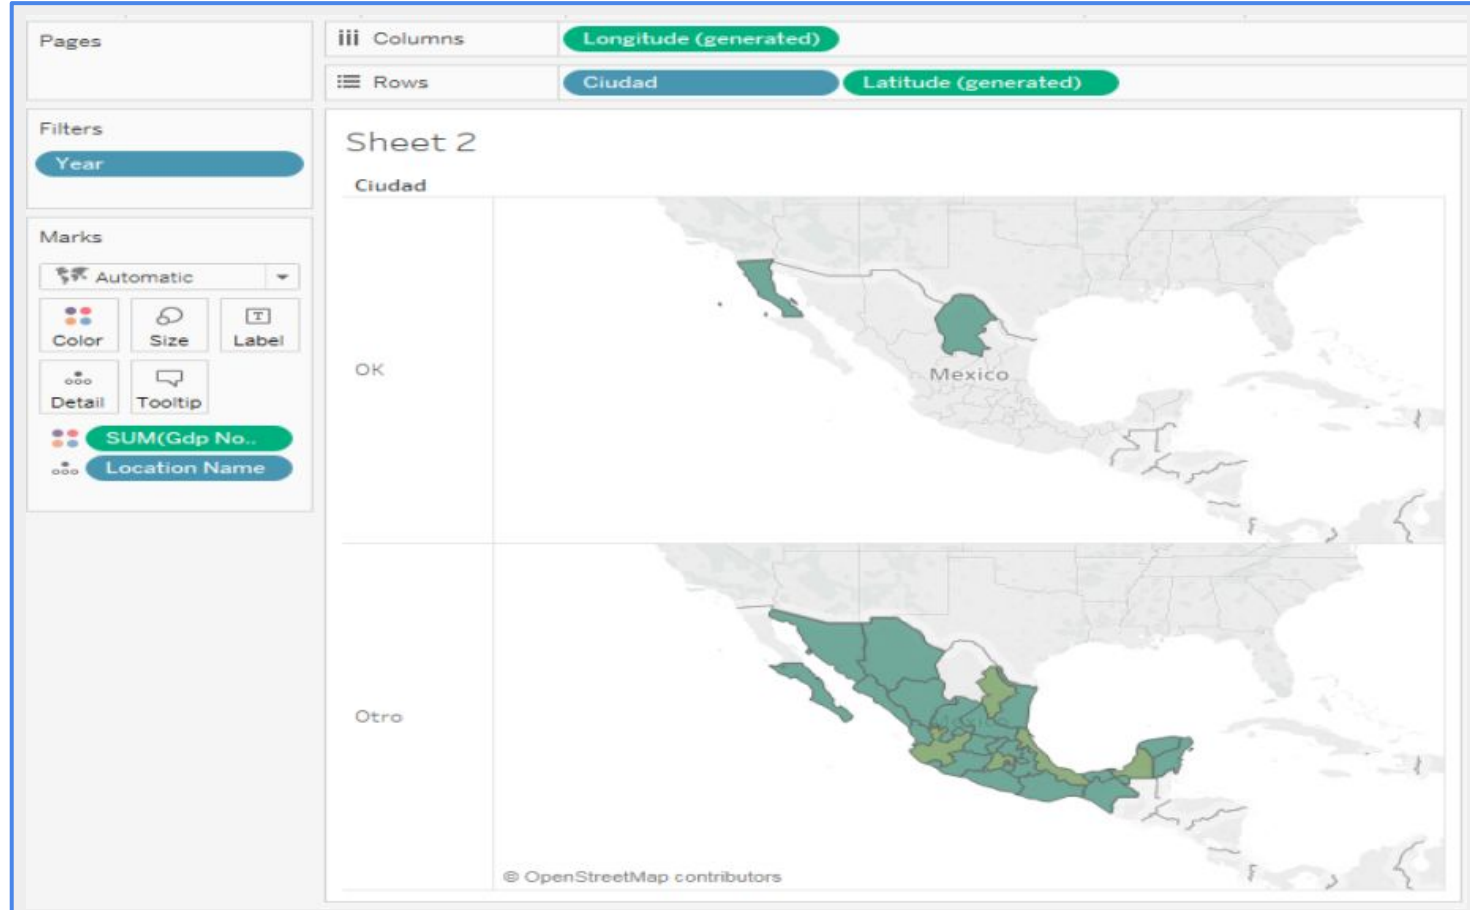 Pages
Columns Longitude (generated)
Rows Ciudad Latitude (generated)
Filters
Year
Sheet 2
Ciudad
Marks
Automatic
Color Size Label
Detail Tooltip
SUM(Gdp No..
Location Name
OK
Mexico
Otro
Mexico
© OpenStreetMap contributors